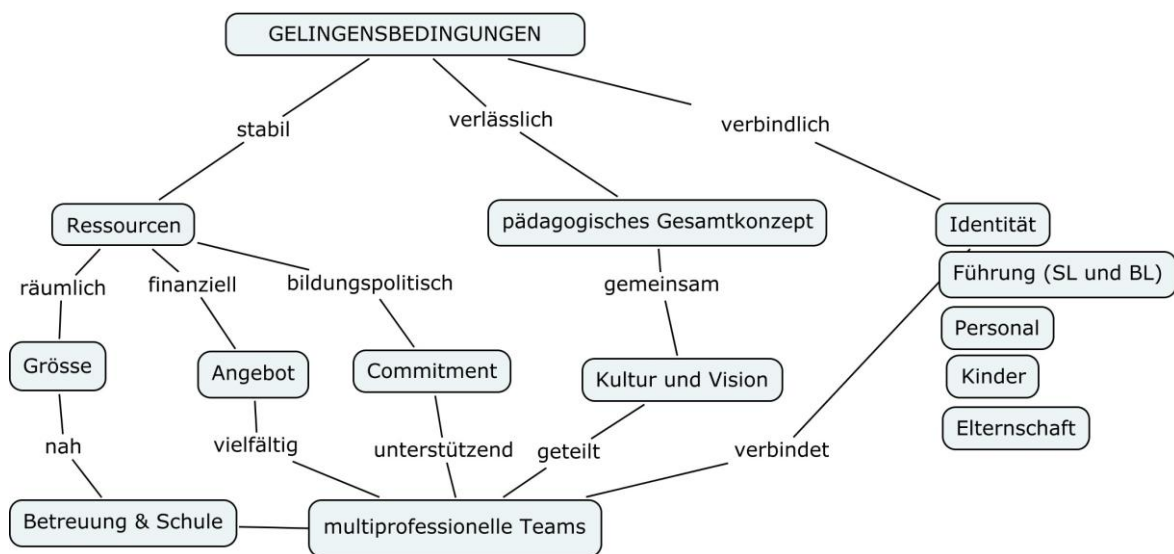 GELINGENSBEDINGUNGEN
stabil
verlässlich
verbindlich
Ressourcen
pädagogisches Gesamtkonzept
Identität
räumlich
finanziell
bildungspolitisch
gemeinsam
Führung (SL und BL)
Personal
Grösse
Angebot
Commitment
Kultur und Vision
Kinder
Elternschaft
nah
vielfältig
unterstützend
geteilt
verbindet
Betreuung & Schule
multiprofessionelle Teams